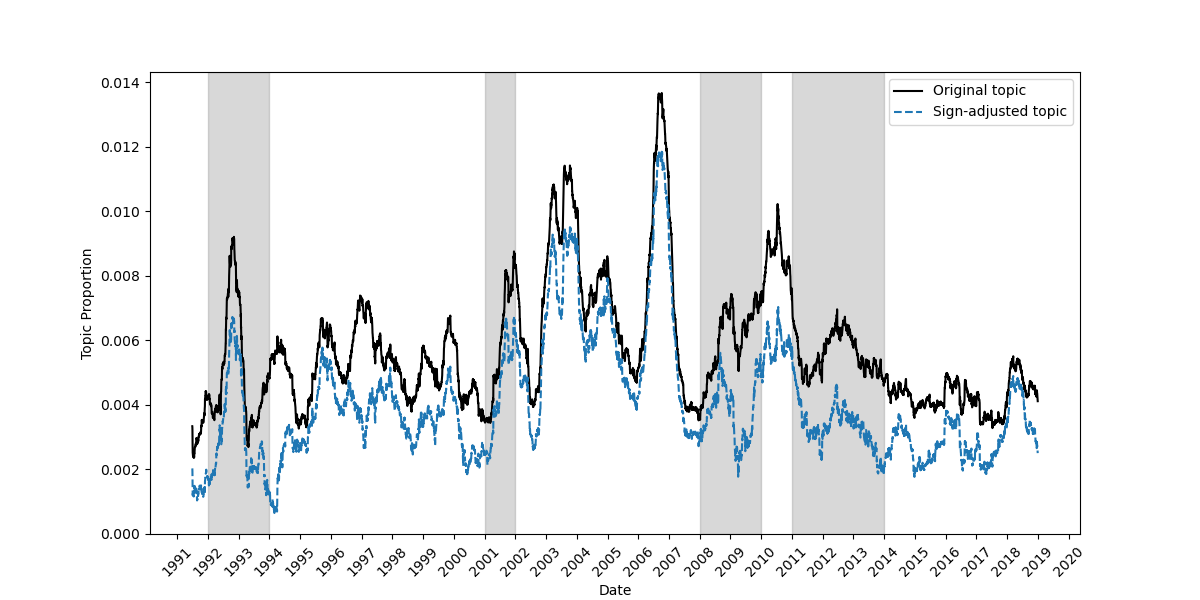 0.014
0.012
0.010
0.008
0.006
0.004
0.002
0.000
Topic Proportion
Original topic
Sign-adjusted topic
1991 1992 1993 1994 1995 1996 1997 1998 1999 2000 2001 2002 2003 2004 2005 2006 2007 2008 2009 2010 2011 2012 2013 2014 2015 2016 2017 2018 2019 2020
Date